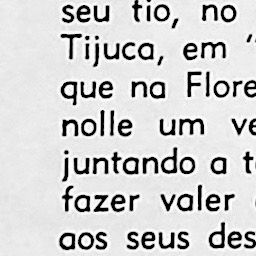 seu tio, no
Tijuca, em "
que na Flore
nolle um ve
juntando a t
fazer valer
aos seus des